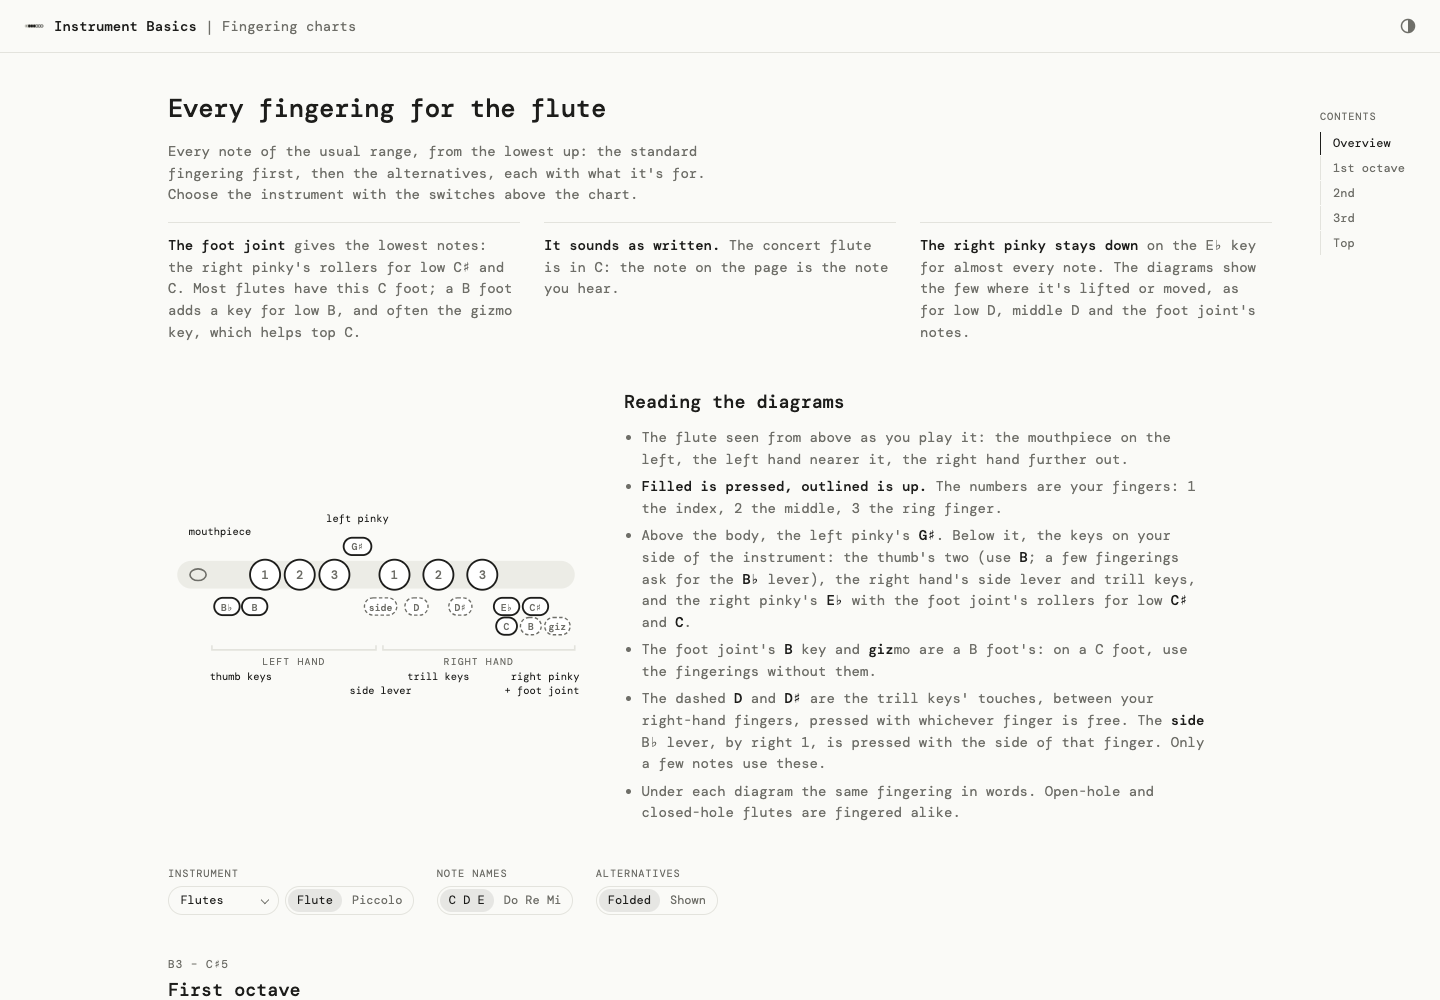 Instrument Basics | Fingering charts
Every fingering for the flute
Every note of the usual range, from the lowest up: the standard
fingering first, then the alternatives, each with what it's for.
Choose the instrument with the switches above the chart.
CONTENTS
Overview
1st octave
2nd
3rd
Top
The foot joint gives the lowest notes:
the right pinky's rollers for low C♯ and
C. Most flutes have this C foot; a B foot
adds a key for low B, and often the gizmo
key, which helps top C.
It sounds as written. The concert flute
is in C: the note on the page is the note
you hear.
The right pinky stays down on the E♭ key
for almost every note. The diagrams show
the few where it's lifted or moved, as
for low D, middle D and the foot joint's
notes.
left pinky
mouthpiece
G♯
1 2 3 1 2 3
B♭ B side D D♯ E♭ C♯
C B giz
LEFT HAND RIGHT HAND
thumb keys trill keys right pinky
side lever + foot joint
Reading the diagrams
• The flute seen from above as you play it: the mouthpiece on the
left, the left hand nearer it, the right hand further out.
• Filled is pressed, outlined is up. The numbers are your fingers: 1
the index, 2 the middle, 3 the ring finger.
• Above the body, the left pinky's G♯. Below it, the keys on your
side of the instrument: the thumb's two (use B; a few fingerings
ask for the B♭ lever), the right hand's side lever and trill keys,
and the right pinky's E♭ with the foot joint's rollers for low C♯
and C.
• The foot joint's B key and gizmo are a B foot's: on a C foot, use
the fingerings without them.
• The dashed D and D♯ are the trill keys' touches, between your
right-hand fingers, pressed with whichever finger is free. The side
B♭ lever, by right 1, is pressed with the side of that finger. Only
a few notes use these.
• Under each diagram the same fingering in words. Open-hole and
closed-hole flutes are fingered alike.
INSTRUMENT NOTE NAMES ALTERNATIVES
Flutes Flute Piccolo C D E Do Re Mi Folded Shown
B3 – C♯5
First octave